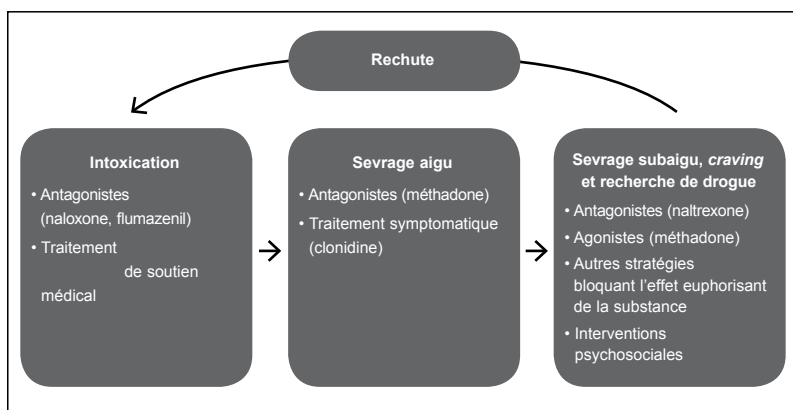 Rechute
Intoxication
• Antagonistes
(naloxone, flumazenil)
• Traitement
de soutien
médical
Sevrage aigu
• Antagonistes (méthadone)
• Traitement symptomatique
(clonidine)
Sevrage subaigu, craving
et recherche de drogue
• Antagonistes (naltrexone)
• Agonistes (méthadone)
• Autres stratégies
bloquant l'effet euphorisant
de la substance
• Interventions
psychosociales